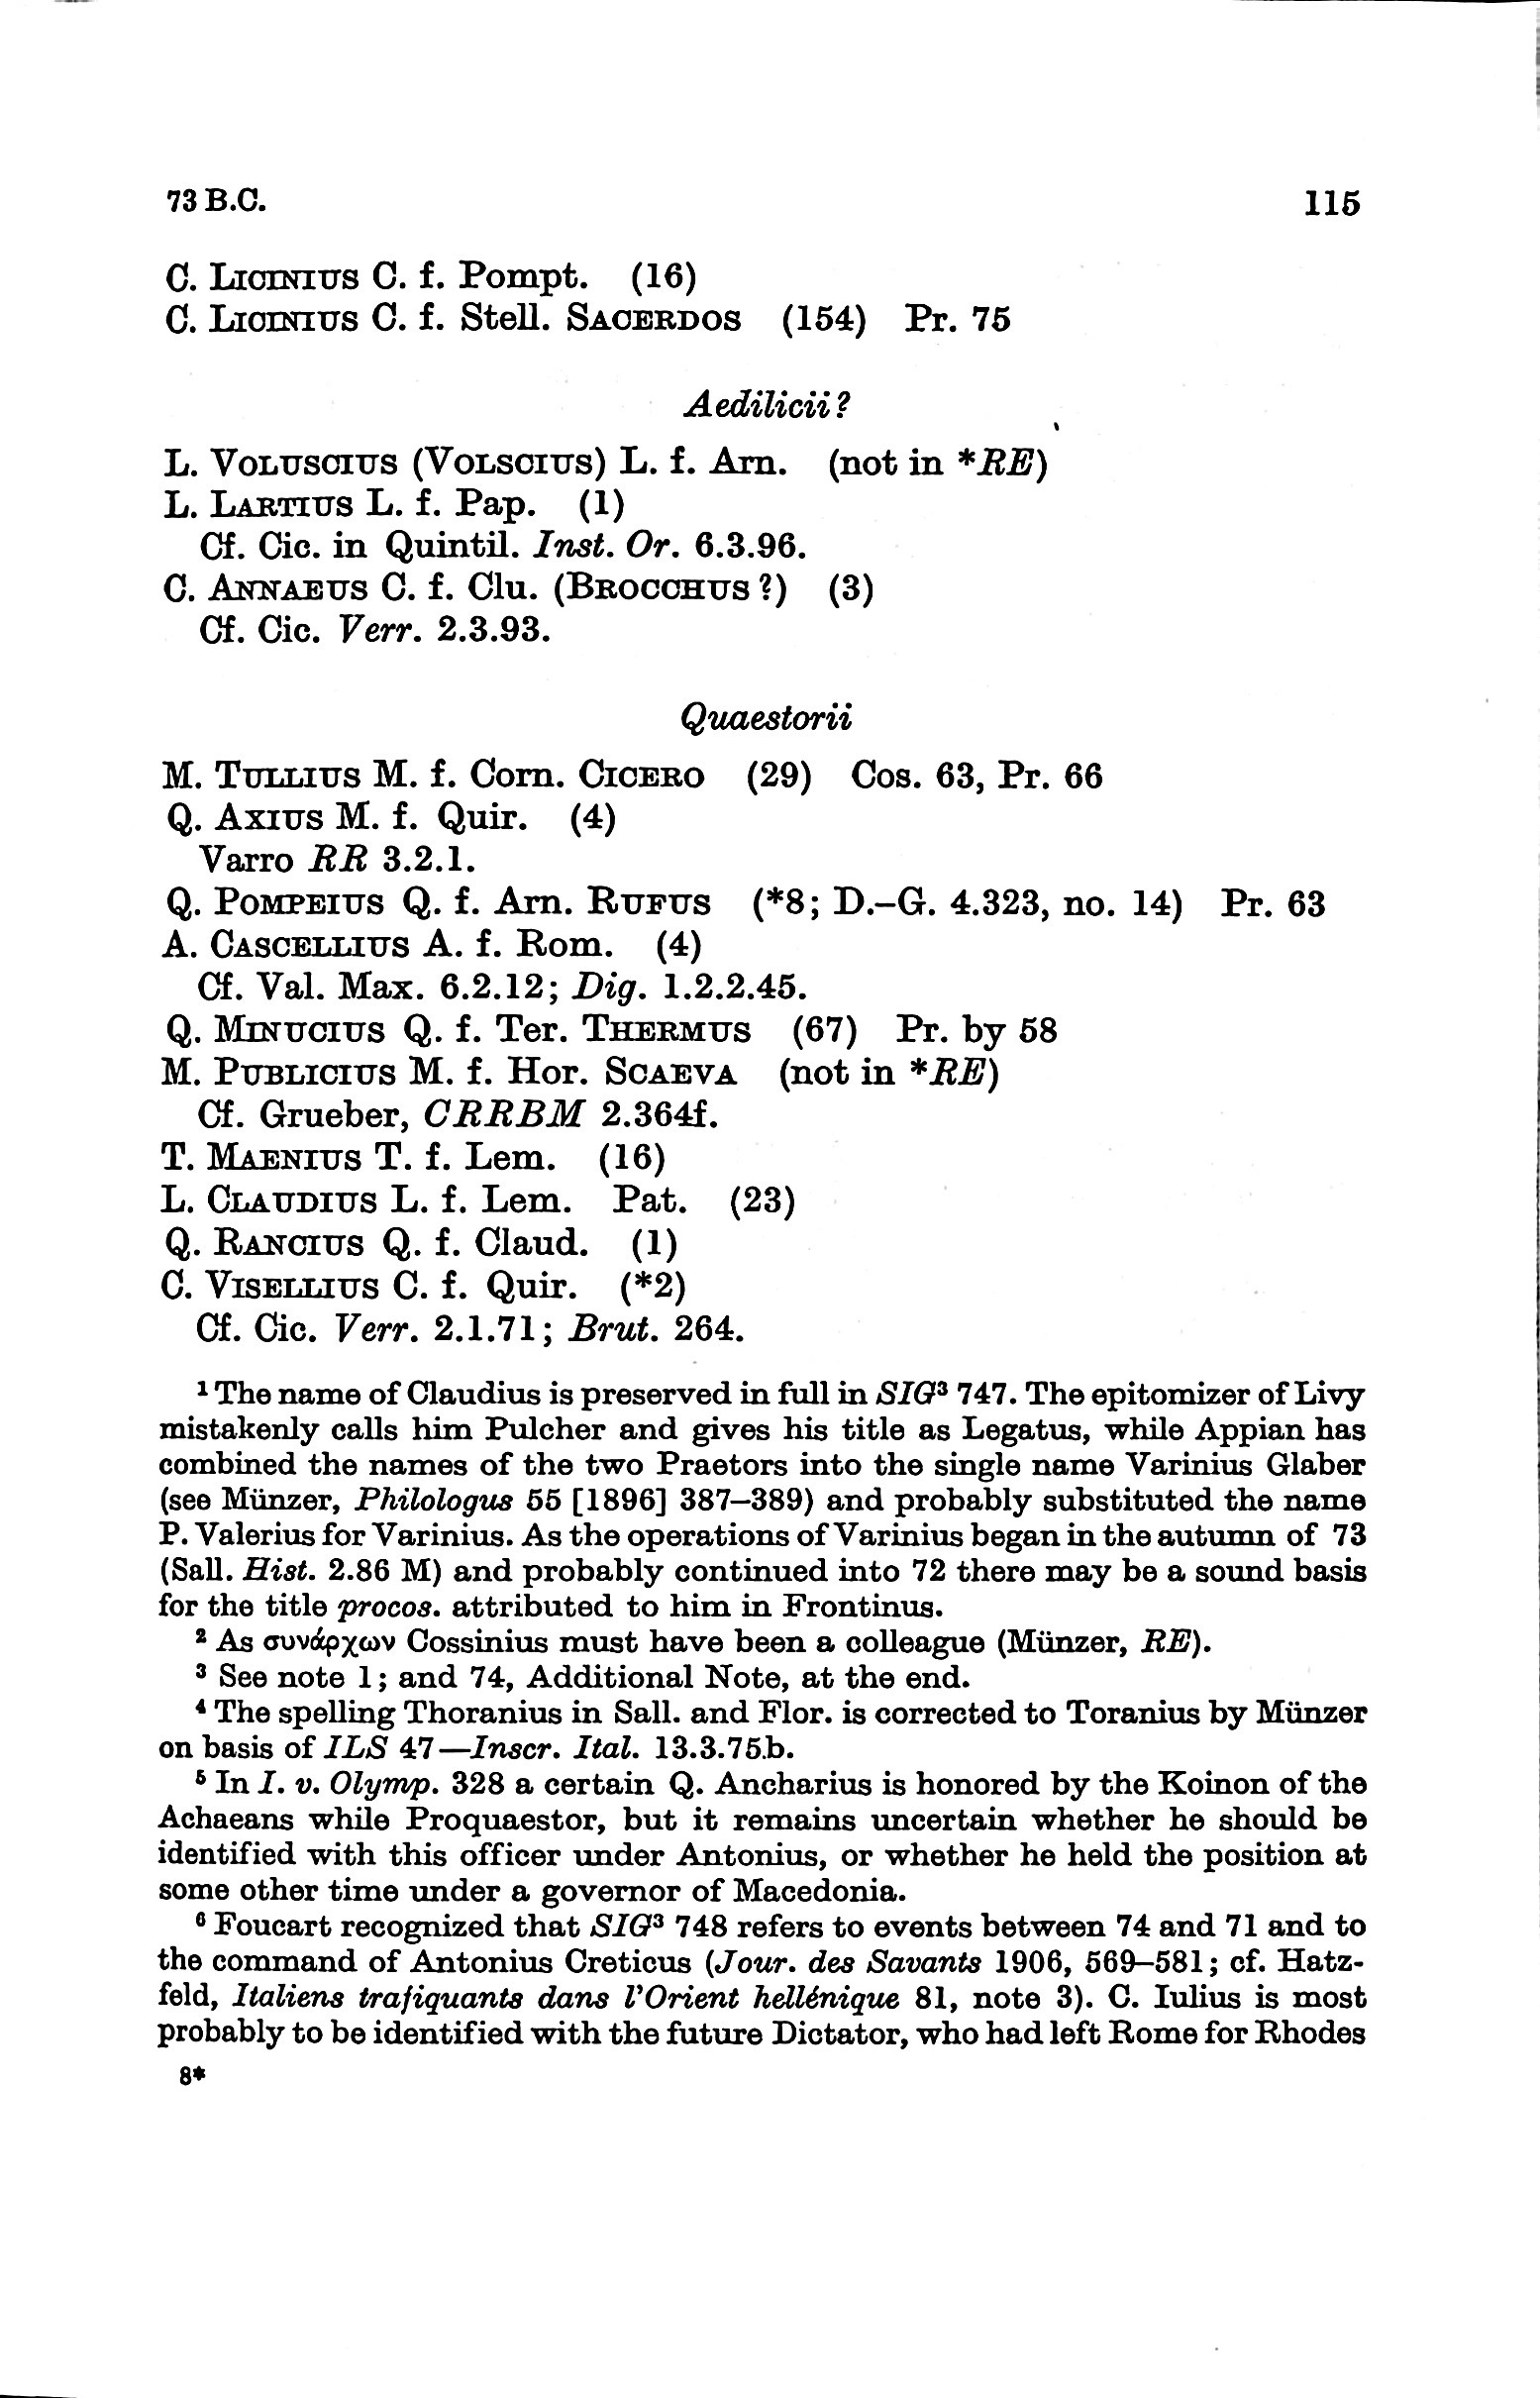 73 B.C. 115
C. LICINIUS C. f. Pompt. (16)
C. LICINIUS C. f. Stell. SACERDOS (154) Pr. 75
Aedilicii?
L. VOLUSCIUS (VOLSCIUS) L. f. Arn. (not in *RE)
L. LARTIUS L. f. Pap. (1)
Cf. Cic. in Quintil. Inst. Or. 6.3.96.
C. ANNAEUS C. f. Clu. (BROCCHUS?) (3)
Cf. Cic. Verr. 2.3.93.
Quaestorii
M. TULLIUS M. f. Corn. CICERO (29) Cos. 63, Pr. 66
Q. AXIUS M. f. Quir. (4)
Varro RR 3.2.1.
Q. POMPEIUS Q. f. Arn. RUFUS (*8; D.–G. 4.323, no. 14) Pr. 63
A. CASCELLIUS A. f. Rom. (4)
Cf. Val. Max. 6.2.12; Dig. 1.2.2.45.
Q. MINUCIUS Q. f. Ter. THERMUS (67) Pr. by 58
M. PUBLICIUS M. f. Hor. SCAEVA (not in *RE)
Cf. Grueber, CRRBM 2.364f.
T. MAENIUS T. f. Lem. (16)
L. CLAUDIUS L. f. Lem. Pat. (23)
Q. RANCIUS Q. f. Claud. (1)
C. VISELLIUS C. f. Quir. (*2)
Cf. Cic. Verr. 2.1.71; Brut. 264.
¹ The name of Claudius is preserved in full in SIG³ 747. The epitomizer of Livy
mistakenly calls him Pulcher and gives his title as Legatus, while Appian has
combined the names of the two Praetors into the single name Varinius Glaber
(see Münzer, Philologus 55 [1896] 387–389) and probably substituted the name
P. Valerius for Varinius. As the operations of Varinius began in the autumn of 73
(Sall. Hist. 2.86 M) and probably continued into 72 there may be a sound basis
for the title procos. attributed to him in Frontinus.
² As συνάρχων Cossinius must have been a colleague (Münzer, RE).
³ See note 1; and 74, Additional Note, at the end.
⁴ The spelling Thoranius in Sall. and Flor. is corrected to Toranius by Münzer
on basis of ILS 47—Inscr. Ital. 13.3.75b.
⁵ In I. v. Olymp. 328 a certain Q. Ancharius is honored by the Koinon of the
Achaeans while Proquaestor, but it remains uncertain whether he should be
identified with this officer under Antonius, or whether he held the position at
some other time under a governor of Macedonia.
⁶ Foucart recognized that SIG³ 748 refers to events between 74 and 71 and to
the command of Antonius Creticus (Jour. des Savants 1906, 569–581; cf. Hatz-
feld, Italiens trafiquants dans l'Orient hellénique 81, note 3). C. Iulius is most
probably to be identified with the future Dictator, who had left Rome for Rhodes
8*